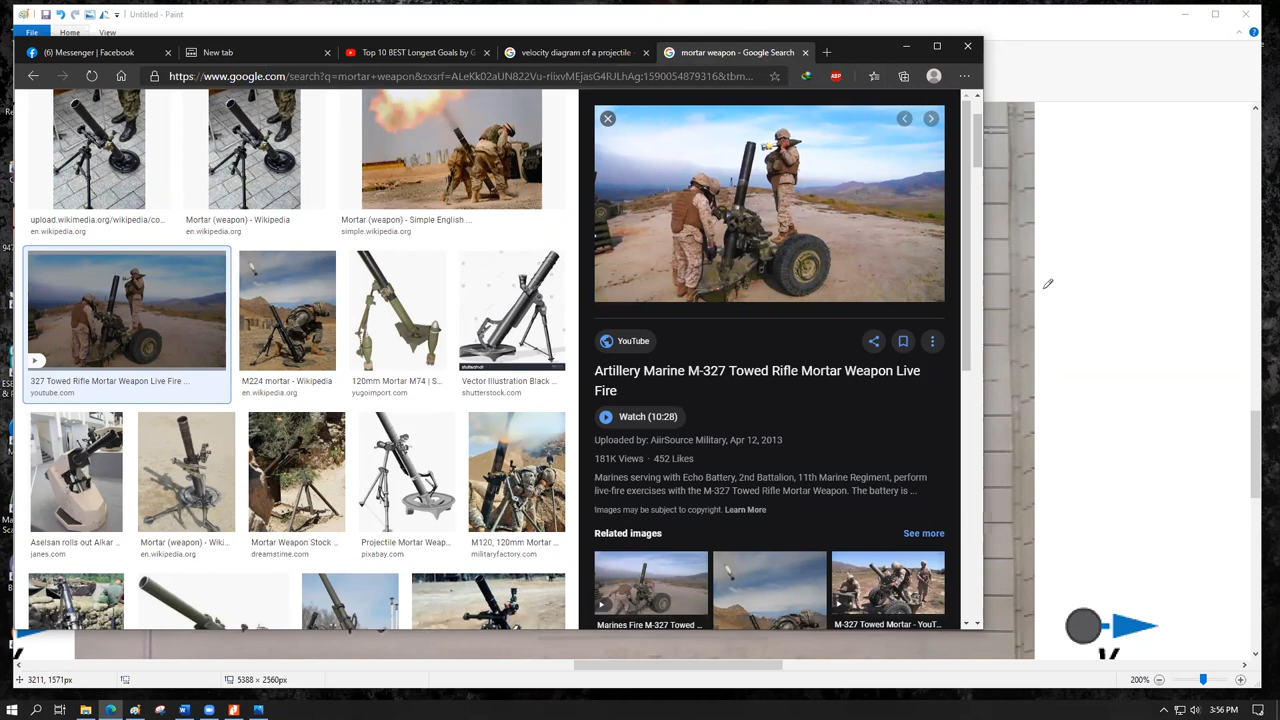 Untitled - Paint
File
Home
View
(6) Messenger | Facebook
New tab
Top 10 BEST Longest Goals by G
velocity diagram of a projectile -
mortar weapon - Google Search
https://www.google.com/search?q=mortar+weapon&sxsrf=ALeKk02aUN822Vu-rlixvMEjasG4RJLhAg:1590054879316&tbm...
ABP
upload.wikimedia.org/wikipedia/co...
en.wikipedia.org
Mortar (weapon) - Wikipedia
en.wikipedia.org
Mortar (weapon) - Simple English ...
simple.wikipedia.org
327 Towed Rifle Mortar Weapon Live Fire ...
youtube.com
M224 mortar - Wikipedia
en.wikipedia.org
120mm Mortar M74 | S...
yugoimport.com
Vector Illustration Black ...
shutterstock.com
Aselsan rolls out Alkar ...
janes.com
Mortar (weapon) - Wiki...
en.wikipedia.org
Mortar Weapon Stock ...
dreamstime.com
Projectile Mortar Weap...
pixabay.com
M120, 120mm Mortar ...
militaryfactory.com
YouTube
Artillery Marine M-327 Towed Rifle Mortar Weapon Live
Fire
Watch (10:28)
Uploaded by: AiirSource Military, Apr 12, 2013
181K Views · 452 Likes
Marines serving with Echo Battery, 2nd Battalion, 11th Marine Regiment, perform
live-fire exercises with the M-327 Towed Rifle Mortar Weapon. The battery is ...
Images may be subject to copyright. Learn More
Related images
See more
Marines Fire M-327 Towed ...
M-327 Towed Mortar - YouT...
3211, 1571px
5388 × 2560px
200%
3:56 PM